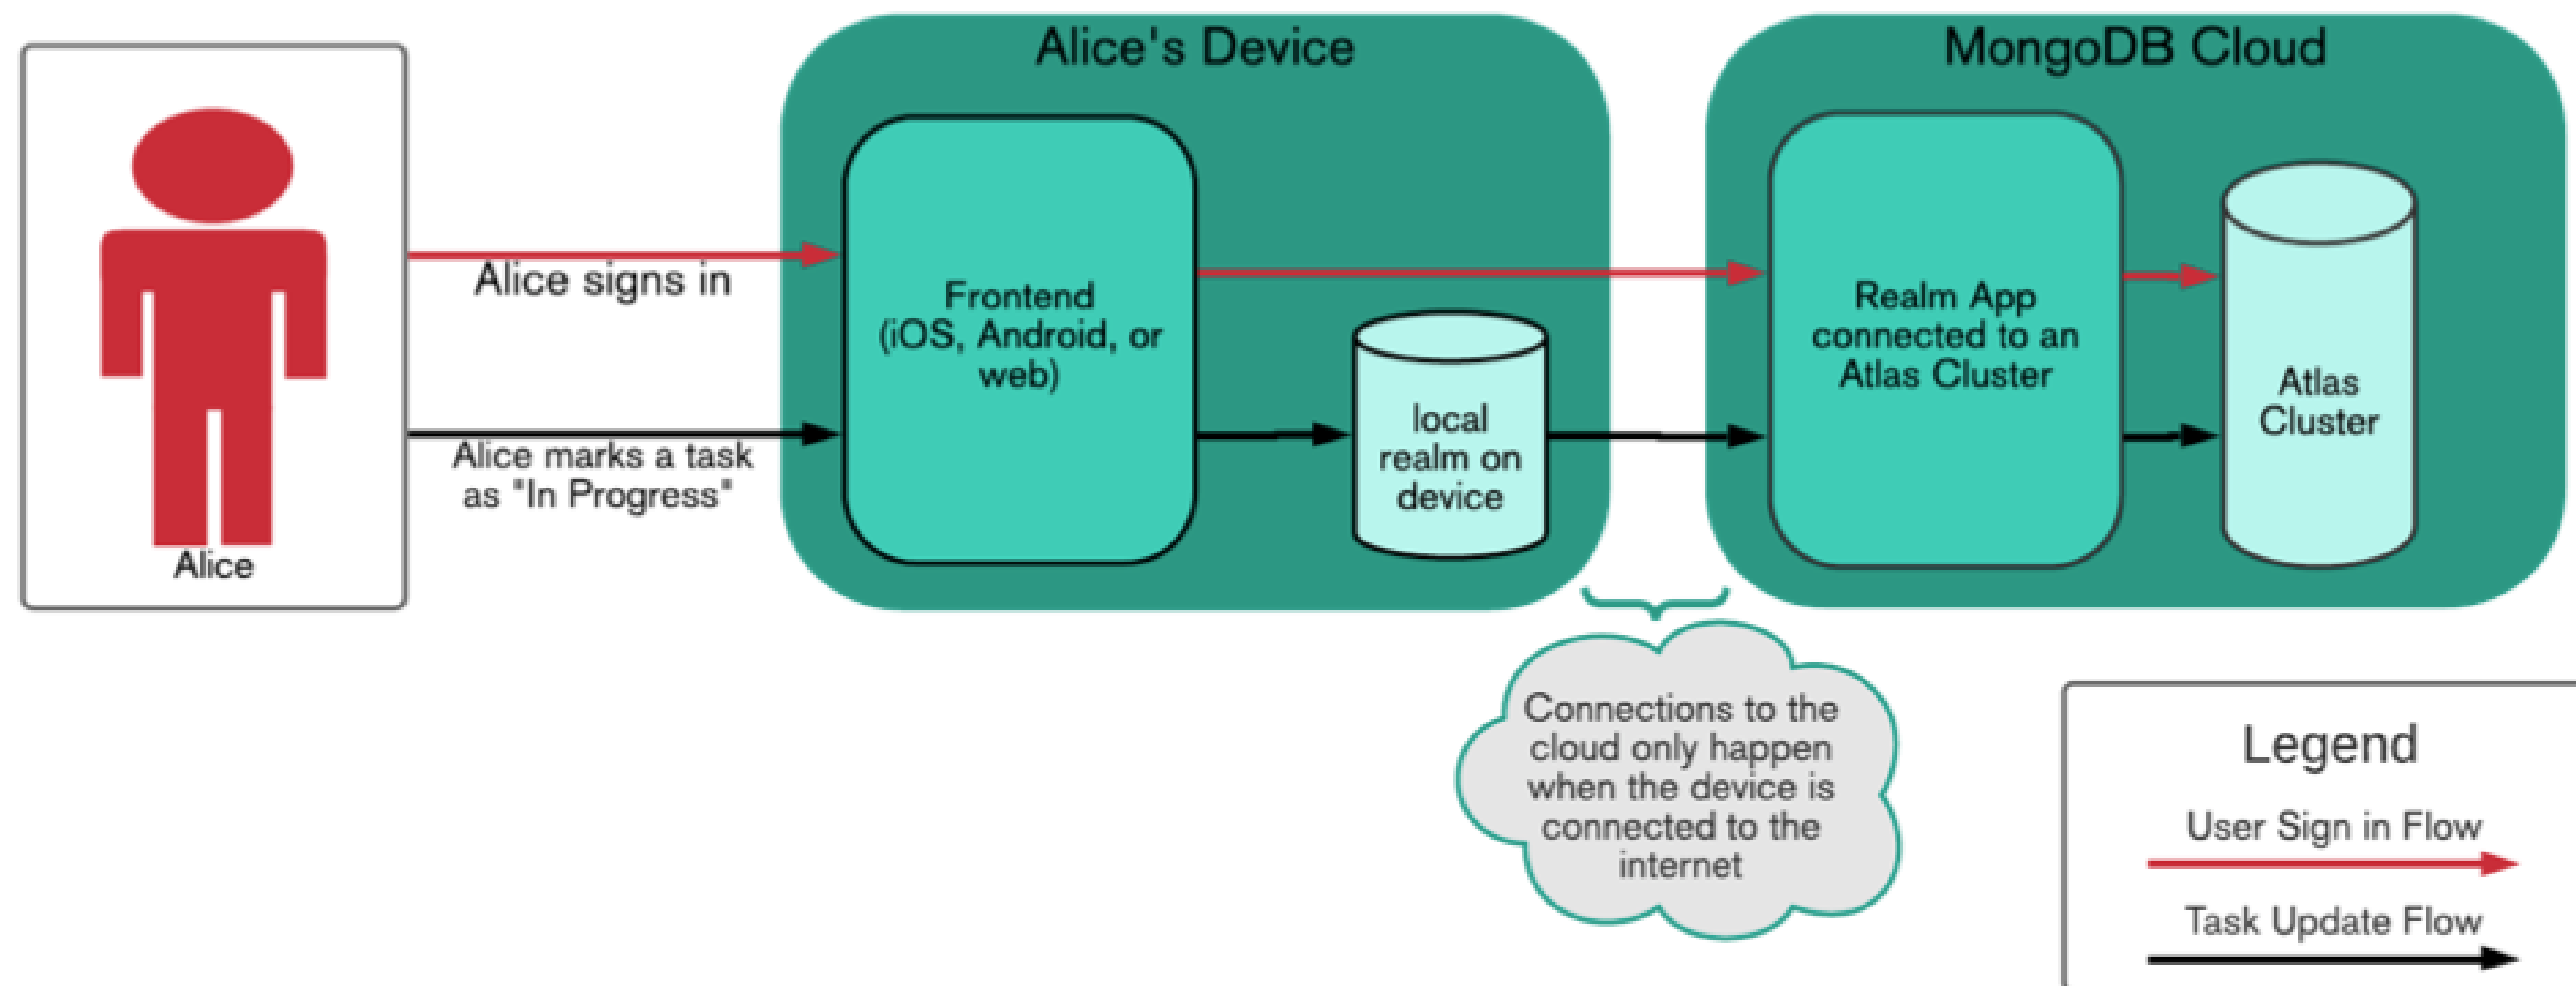 Alice's Device
MongoDB Cloud
Alice signs in
Alice marks a task
as "In Progress"
Alice
Frontend
(iOS, Android, or
web)
local
realm on
device
Realm App
connected to an
Atlas Cluster
Atlas
Cluster
Connections to the
cloud only happen
when the device is
connected to the
internet
Legend
User Sign in Flow
Task Update Flow